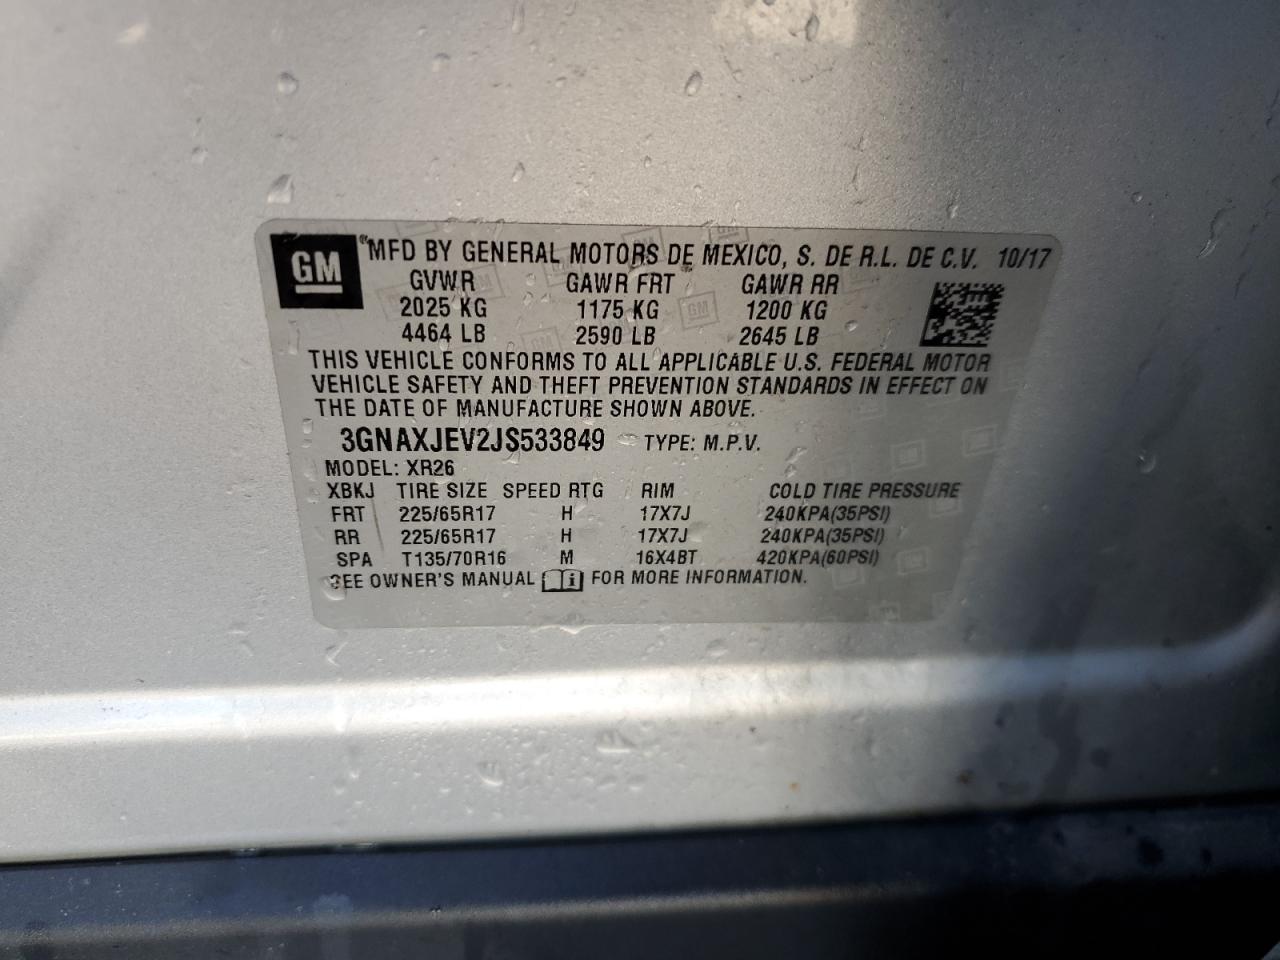 GM MFD BY GENERAL MOTORS DE MEXICO, S. DE R.L. DE C.V. 10/17
GVWR GAWR FRT GAWR RR
2025 KG 1175 KG 1200 KG
4464 LB 2590 LB 2645 LB
THIS VEHICLE CONFORMS TO ALL APPLICABLE U.S. FEDERAL MOTOR
VEHICLE SAFETY AND THEFT PREVENTION STANDARDS IN EFFECT ON
THE DATE OF MANUFACTURE SHOWN ABOVE.
3GNAXJEV2JS533849 TYPE: M.P.V.
MODEL: XR26
XBKJ TIRE SIZE SPEED RTG RIM COLD TIRE PRESSURE
FRT 225/65R17 H 17X7J 240KPA(35PSI)
RR 225/65R17 H 17X7J 240KPA(35PSI)
SPA T135/70R16 M 16X4BT 420KPA(60PSI)
SEE OWNER'S MANUAL i FOR MORE INFORMATION.